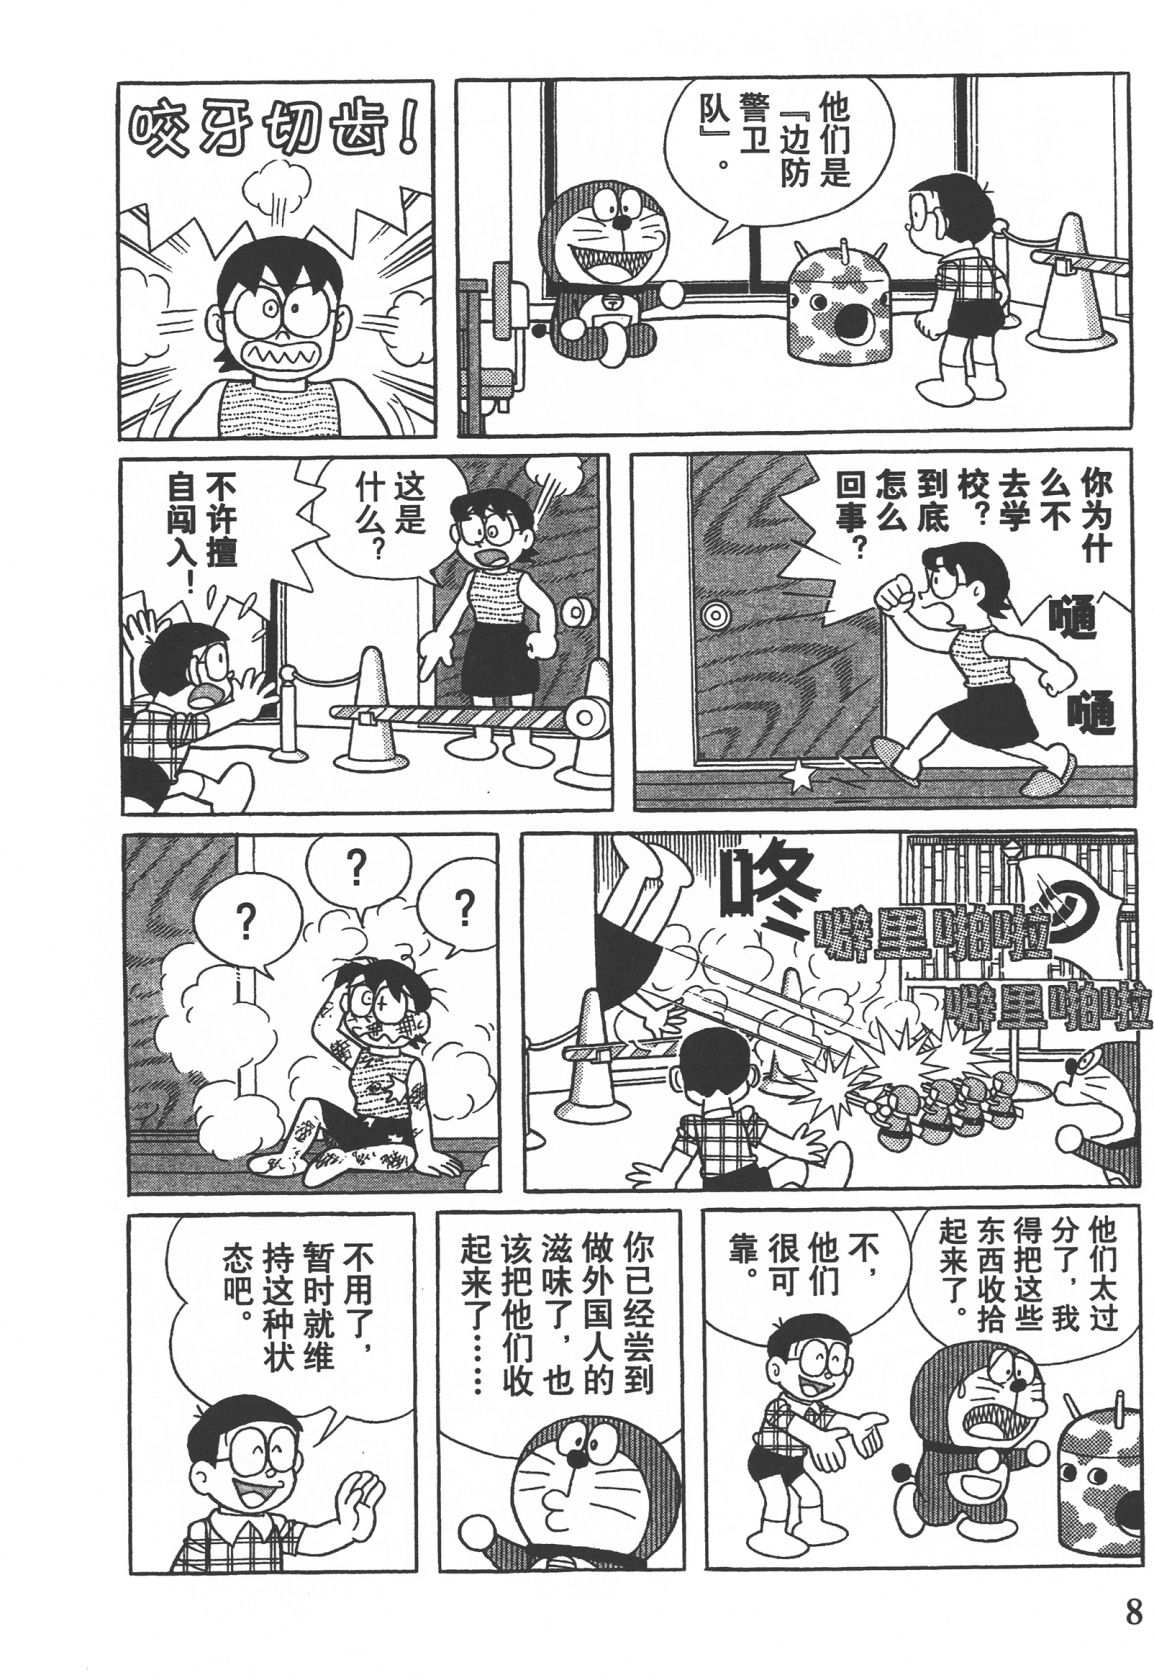 他们是
『边防
警卫
队』。
咬牙切齿！
你为什
么不
去学
校？
到底
怎么
回事？
嗵
嗵
这是
什么？
不许擅
自闯入！
咚
噼里啪啦
噼里啪啦
？
？
？
他们太过
分了，我
得把这些
东西收拾
起来了。
不，
他们
很可
靠。
你已经尝到
做外国人的
滋味了，也
该把他们收
起来了……
不用了，
暂时就维
持这种状
态吧。
8